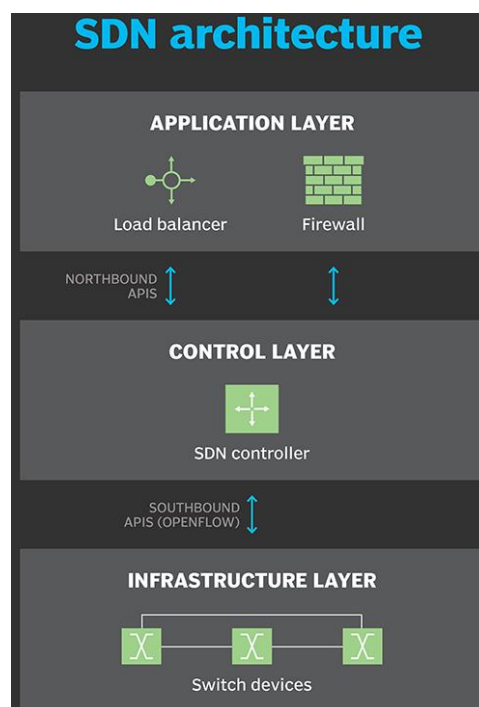 SDN architecture
APPLICATION LAYER
Load balancer
Firewall
NORTHBOUND
APIS
CONTROL LAYER
SDN controller
SOUTHBOUND
APIS (OPENFLOW)
INFRASTRUCTURE LAYER
Switch devices